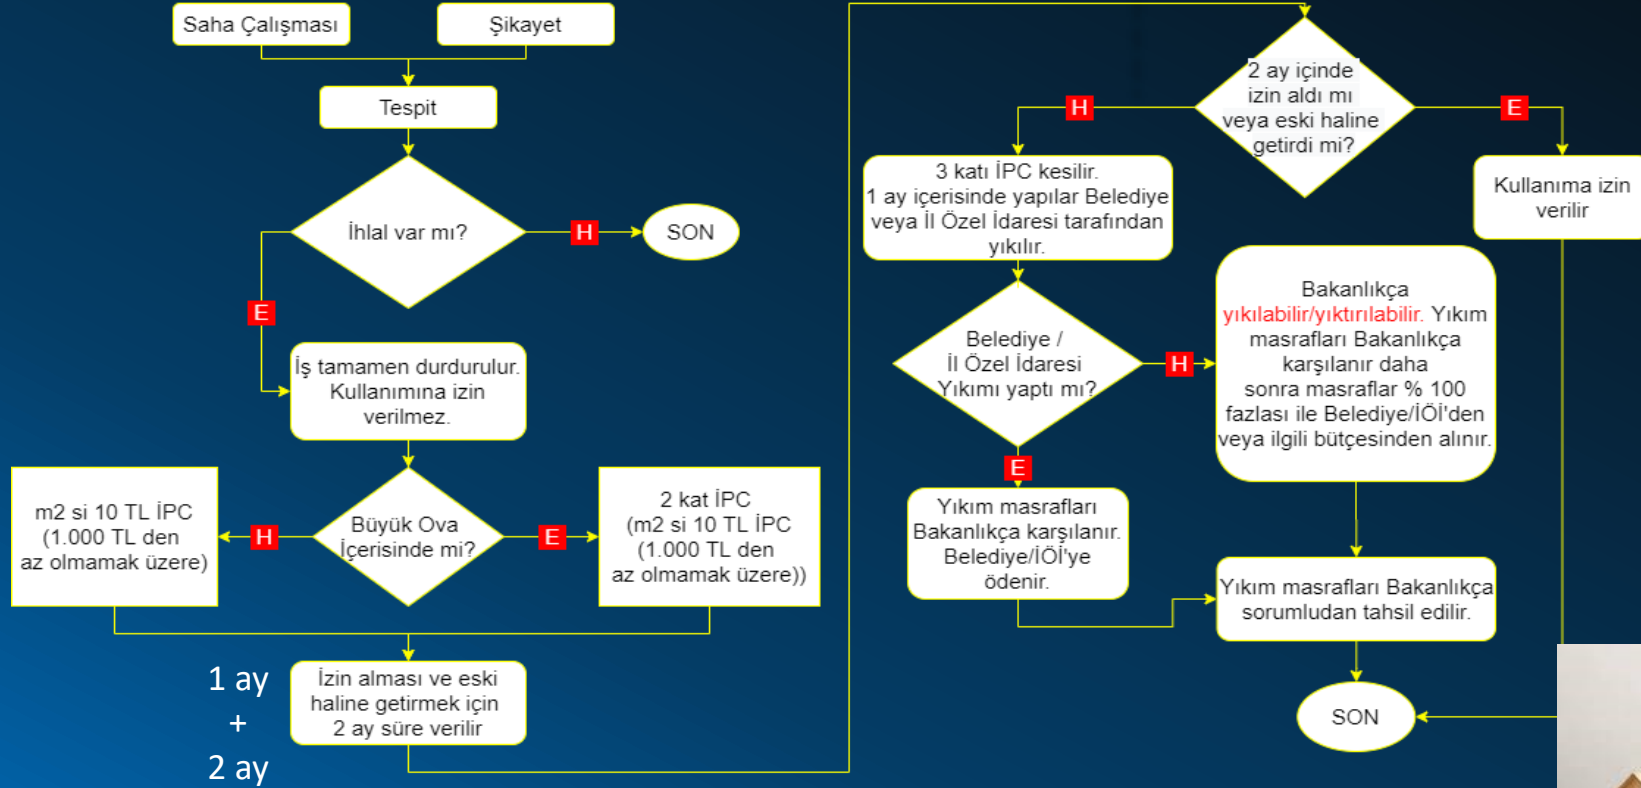 Saha Çalışması
Şikayet
Tespit
İhlal var mı?
H
SON
E
İş tamamen durdurulur.
Kullanımına izin
verilmez.
m2 si 10 TL İPC
(1.000 TL den
az olmamak üzere)
H
Büyük Ova
İçerisinde mi?
E
2 kat İPC
(m2 si 10 TL İPC
(1.000 TL den
az olmamak üzere))
1 ay
+
2 ay
İzin alması ve eski
haline getirmek için
2 ay süre verilir
2 ay içinde
izin aldı mı
veya eski haline
getirdi mi?
H
E
3 katı İPC kesilir.
1 ay içerisinde yapılar Belediye
veya İl Özel İdaresi tarafından
yıkılır.
Kullanıma izin
verilir
Belediye /
İl Özel İdaresi
Yıkımı yaptı mı?
H
Bakanlıkça
yıkılabilir/yıktırılabilir. Yıkım
masrafları Bakanlıkça
karşılanır daha
sonra masraflar % 100
fazlası ile Belediye/İÖİ'den
veya ilgili bütçesinden alınır.
E
Yıkım masrafları
Bakanlıkça karşılanır.
Belediye/İÖİ'ye
ödenir.
Yıkım masrafları Bakanlıkça
sorumludan tahsil edilir.
SON